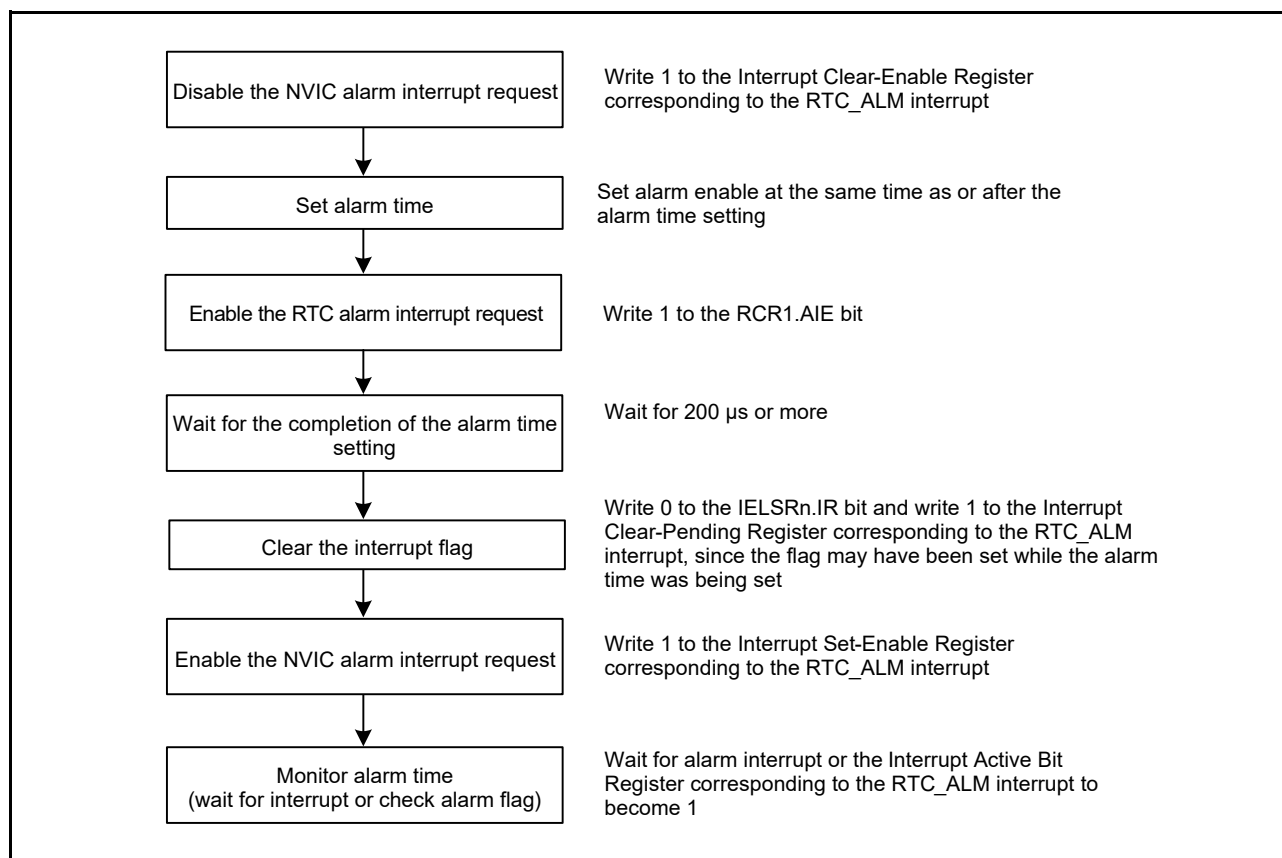 Disable the NVIC alarm interrupt request
Write 1 to the Interrupt Clear-Enable Register
corresponding to the RTC_ALM interrupt
Set alarm time
Set alarm enable at the same time as or after the
alarm time setting
Enable the RTC alarm interrupt request
Write 1 to the RCR1.AIE bit
Wait for the completion of the alarm time
setting
Wait for 200 µs or more
Clear the interrupt flag
Write 0 to the IELSRn.IR bit and write 1 to the Interrupt
Clear-Pending Register corresponding to the RTC_ALM
interrupt, since the flag may have been set while the alarm
time was being set
Enable the NVIC alarm interrupt request
Write 1 to the Interrupt Set-Enable Register
corresponding to the RTC_ALM interrupt
Monitor alarm time
(wait for interrupt or check alarm flag)
Wait for alarm interrupt or the Interrupt Active Bit
Register corresponding to the RTC_ALM interrupt to
become 1